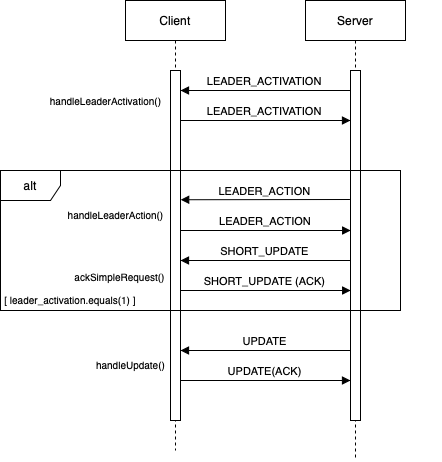 Client
Server
LEADER_ACTIVATION
handleLeaderActivation()
LEADER_ACTIVATION
alt
LEADER_ACTION
handleLeaderAction()
LEADER_ACTION
SHORT_UPDATE
ackSimpleRequest()
SHORT_UPDATE (ACK)
[ leader_activation.equals(1) ]
UPDATE
handleUpdate()
UPDATE(ACK)